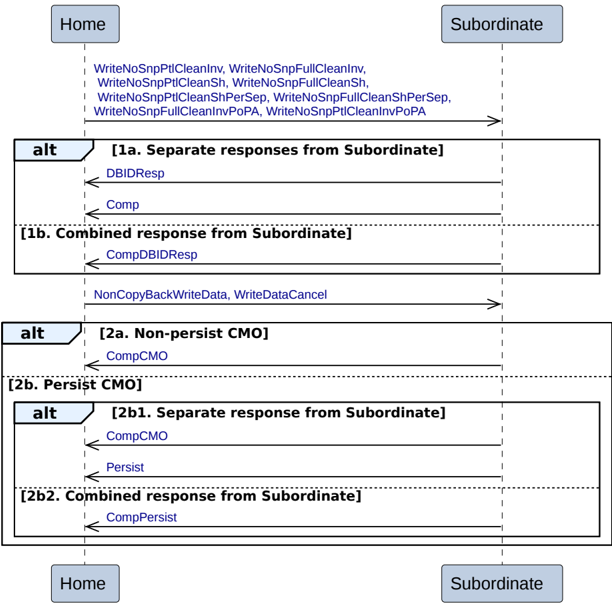 Home
Subordinate
WriteNoSnpPtlCleanInv, WriteNoSnpFullCleanInv,
WriteNoSnpPtlCleanSh, WriteNoSnpFullCleanSh,
WriteNoSnpPtlCleanShPerSep, WriteNoSnpFullCleanShPerSep,
WriteNoSnpFullCleanInvPoPA, WriteNoSnpPtlCleanInvPoPA
alt
[1a. Separate responses from Subordinate]
DBIDResp
Comp
[1b. Combined response from Subordinate]
CompDBIDResp
NonCopyBackWriteData, WriteDataCancel
alt
[2a. Non-persist CMO]
CompCMO
[2b. Persist CMO]
alt
[2b1. Separate response from Subordinate]
CompCMO
Persist
[2b2. Combined response from Subordinate]
CompPersist
Home
Subordinate